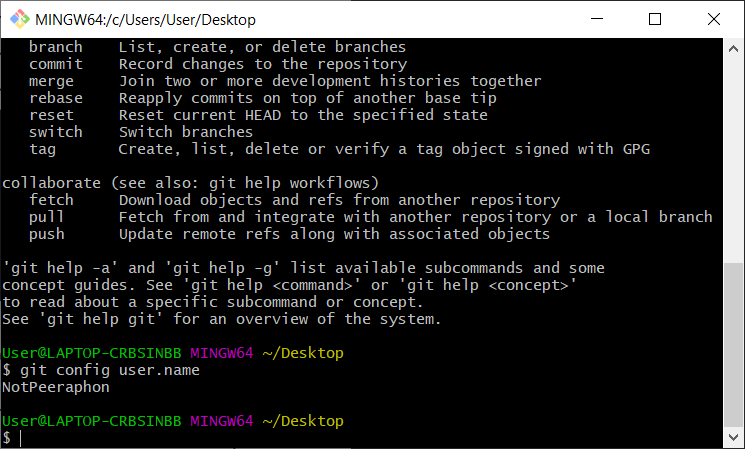 MINGW64:/c/Users/User/Desktop
branch    List, create, or delete branches
commit    Record changes to the repository
merge     Join two or more development histories together
rebase    Reapply commits on top of another base tip
reset     Reset current HEAD to the specified state
switch    Switch branches
tag       Create, list, delete or verify a tag object signed with GPG
collaborate (see also: git help workflows)
fetch     Download objects and refs from another repository
pull      Fetch from and integrate with another repository or a local branch
push      Update remote refs along with associated objects
'git help -a' and 'git help -g' list available subcommands and some
concept guides. See 'git help <command>' or 'git help <concept>'
to read about a specific subcommand or concept.
See 'git help git' for an overview of the system.
User@LAPTOP-CRBSINBB MINGW64 ~/Desktop
$ git config user.name
NotPeeraphon
User@LAPTOP-CRBSINBB MINGW64 ~/Desktop
$